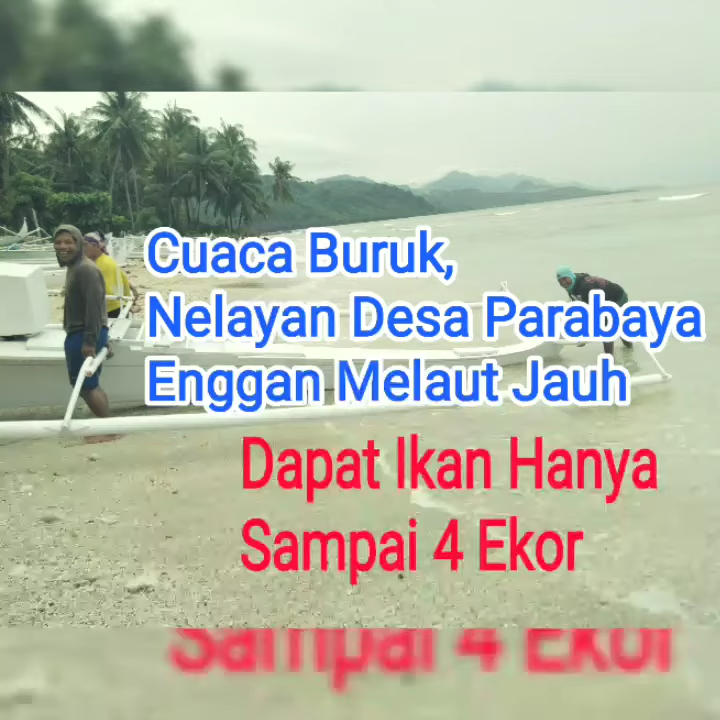 Cuaca Buruk,
Nelayan Desa Parabaya
Enggan Melaut Jauh
Dapat Ikan Hanya
Sampai 4 Ekor
Sampai 4 Ekor